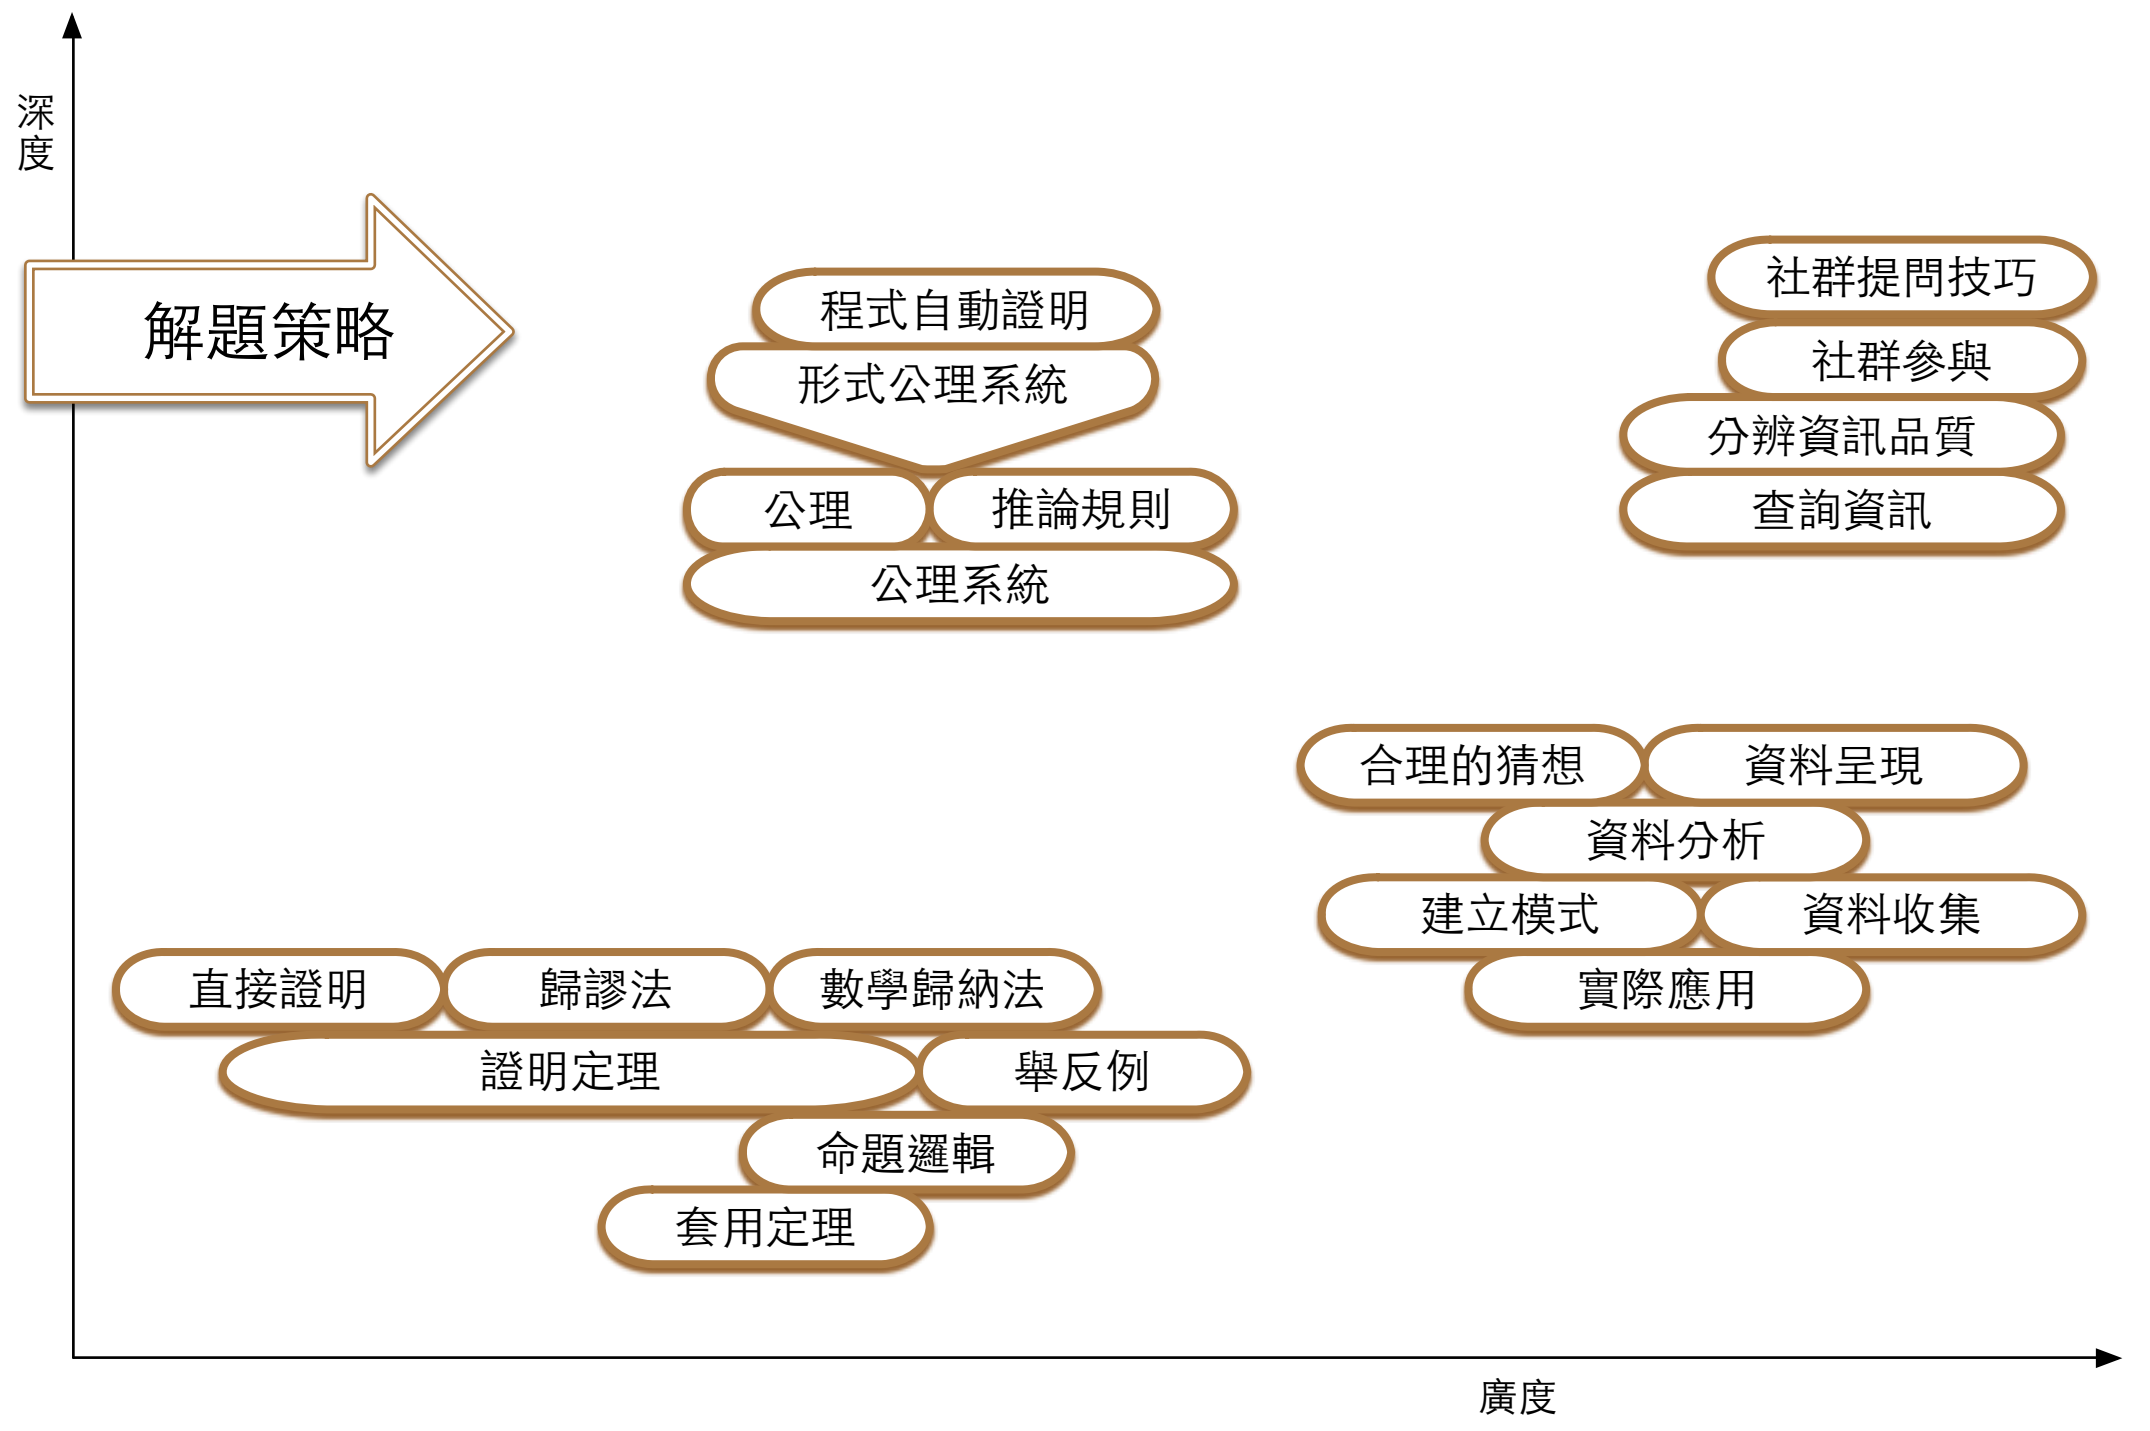 深度
解題策略
程式自動證明
形式公理系統
公理
推論規則
公理系統
社群提問技巧
社群參與
分辨資訊品質
查詢資訊
合理的猜想
資料呈現
資料分析
建立模式
資料收集
實際應用
直接證明
歸謬法
數學歸納法
證明定理
舉反例
命題邏輯
套用定理
廣度